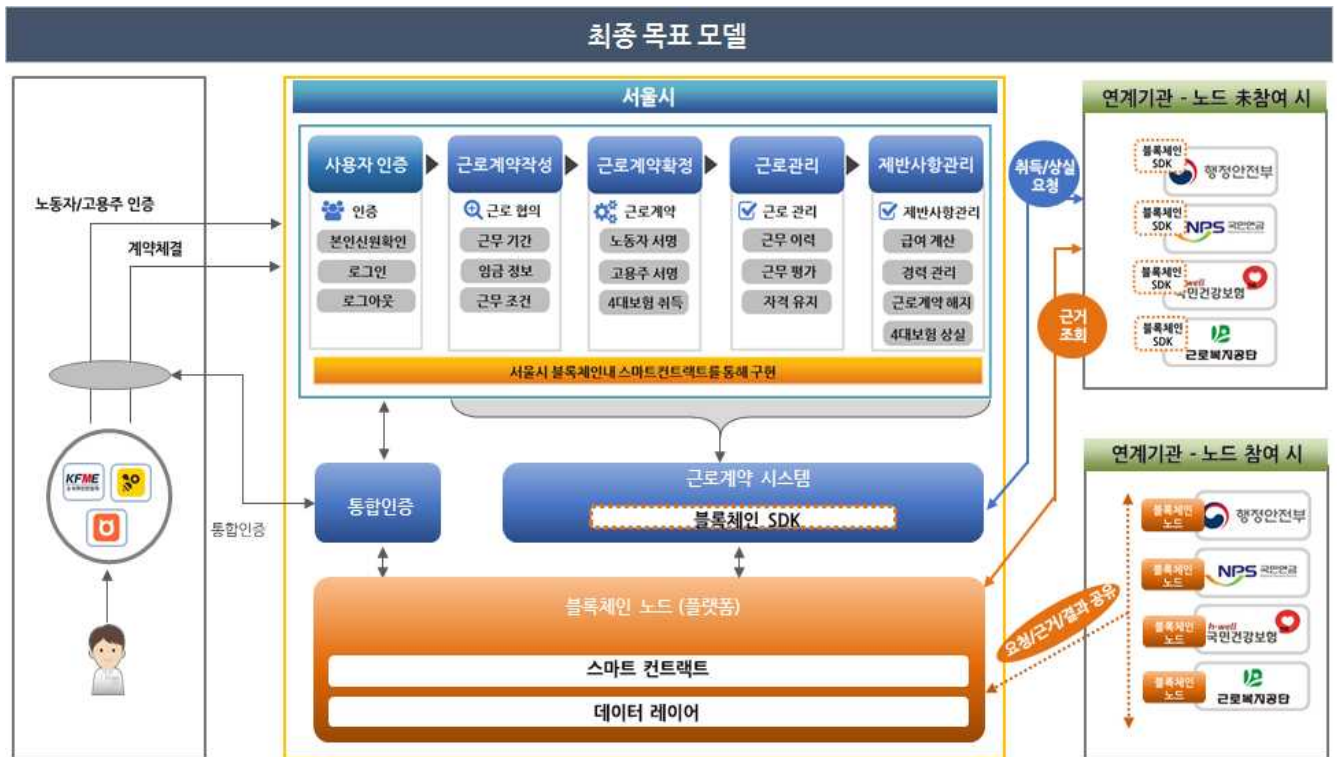 최종 목표 모델
노동자/고용주 인증
계약체결
통합인증
KFME
서울시
사용자 인증
인증
본인신원확인
로그인
로그아웃
근로계약작성
근로 협의
근무 기간
임금 정보
근무 조건
근로계약확정
근로계약
노동자 서명
고용주 서명
4대보험 취득
근로관리
근로 관리
근무 이력
근무 평가
자격 유지
제반사항관리
제반사항관리
급여 계산
경력 관리
근로계약 해지
4대보험 상실
서울시 블록체인내 스마트컨트랙트를 통해 구현
통합인증
근로계약 시스템
블록체인 SDK
블록체인 노드 (플랫폼)
스마트 컨트랙트
데이터 레이어
취득/상실
요청
근거
조회
요청/근거/결과 공유
연계기관 - 노드 未참여 시
블록체인
SDK
행정안전부
블록체인
SDK
NPS 국민연금
블록체인
SDK
well
국민건강보험
블록체인
SDK
근로복지공단
연계기관 - 노드 참여 시
블록체인
노드
행정안전부
블록체인
노드
NPS 국민연금
블록체인
노드
h-well
국민건강보험
블록체인
노드
근로복지공단